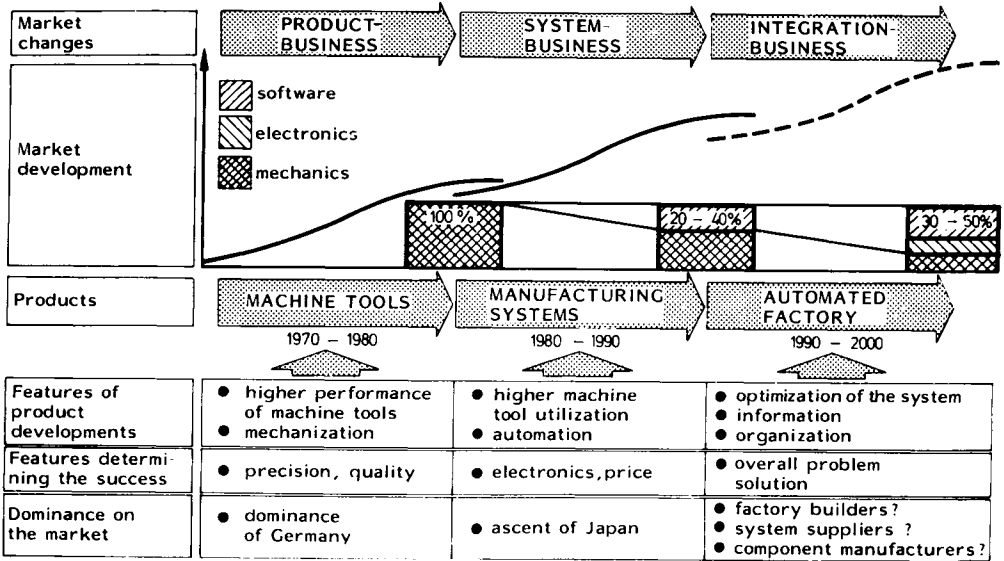 Market
changes
PRODUCT-
BUSINESS
SYSTEM-
BUSINESS
INTEGRATION-
BUSINESS
Market
development
software
electronics
mechanics
100%
20 – 40%
30 – 50%
Products
MACHINE TOOLS
MANUFACTURING
SYSTEMS
AUTOMATED
FACTORY
1970 – 1980
1980 – 1990
1990 – 2000
Features of
product
developments
● higher performance
of machine tools
● mechanization
● higher machine
tool utilization
● automation
● optimization of the system
● information
● organization
Features determi-
ning the success
● precision, quality
● electronics, price
● overall problem
solution
Dominance on
the market
● dominance
of Germany
● ascent of Japan
● factory builders?
● system suppliers ?
● component manufacturers?